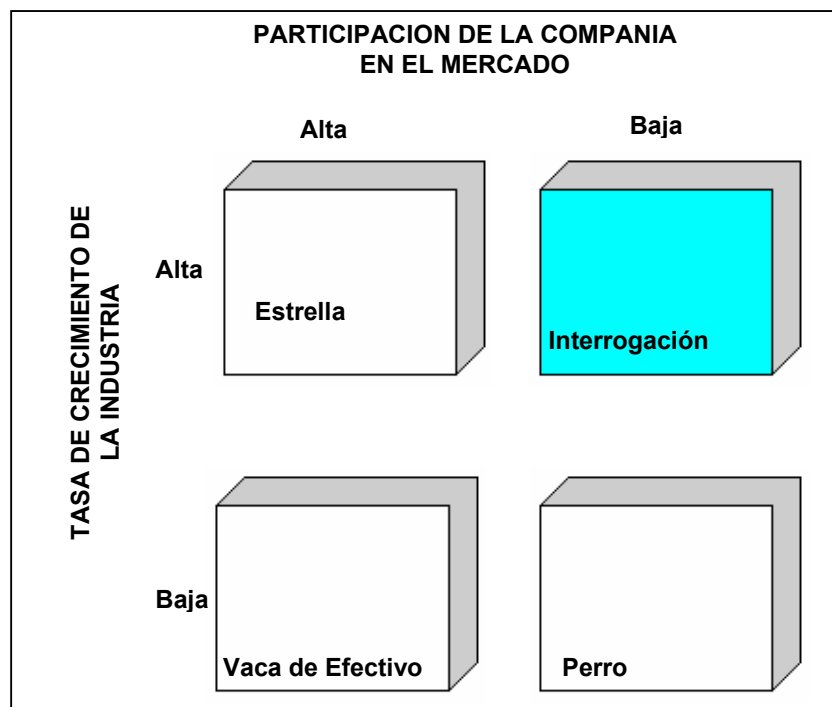 PARTICIPACION DE LA COMPANIA
EN EL MERCADO
Alta
Baja
TASA DE CRECIMIENTO DE
LA INDUSTRIA
Alta
Estrella
Interrogación
Baja
Vaca de Efectivo
Perro